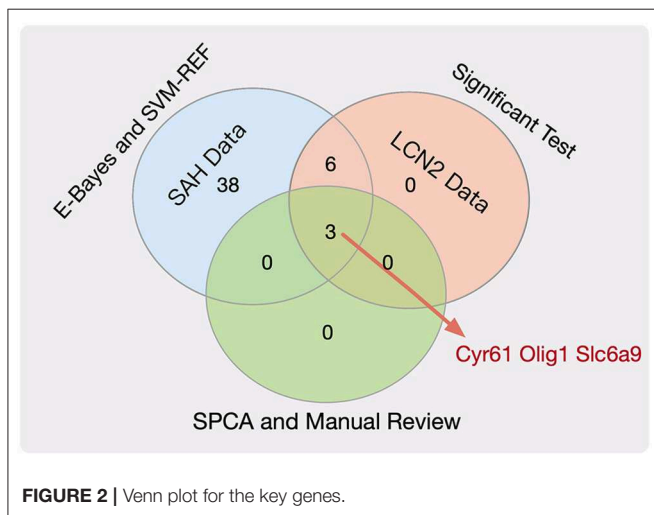 E-Bayes and SVM-REF
Significant Test
SAH Data
38
6
LCN2 Data
0
3
0
0
0
Cyr61 Olig1 Slc6a9
SPCA and Manual Review
FIGURE 2 | Venn plot for the key genes.